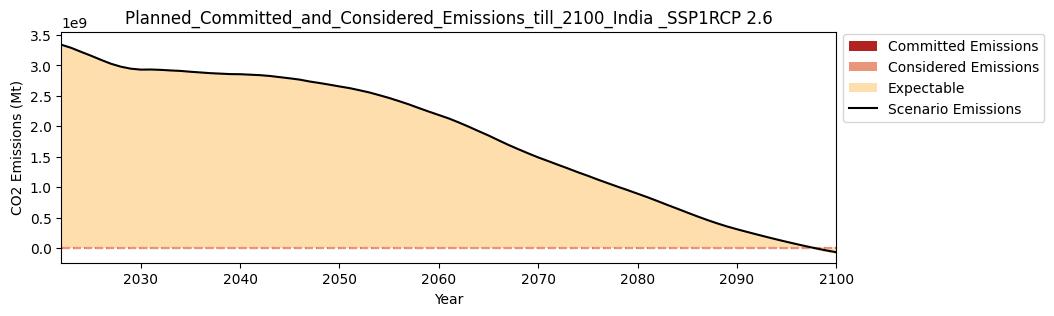 Planned_Committed_and_Considered_Emissions_till_2100_India _SSP1RCP 2.6
1e9
3.5
3.0
2.5
2.0
1.5
1.0
0.5
0.0
CO2 Emissions (Mt)
2030 2040 2050 2060 2070 2080 2090 2100
Year
Committed Emissions
Considered Emissions
Expectable
Scenario Emissions